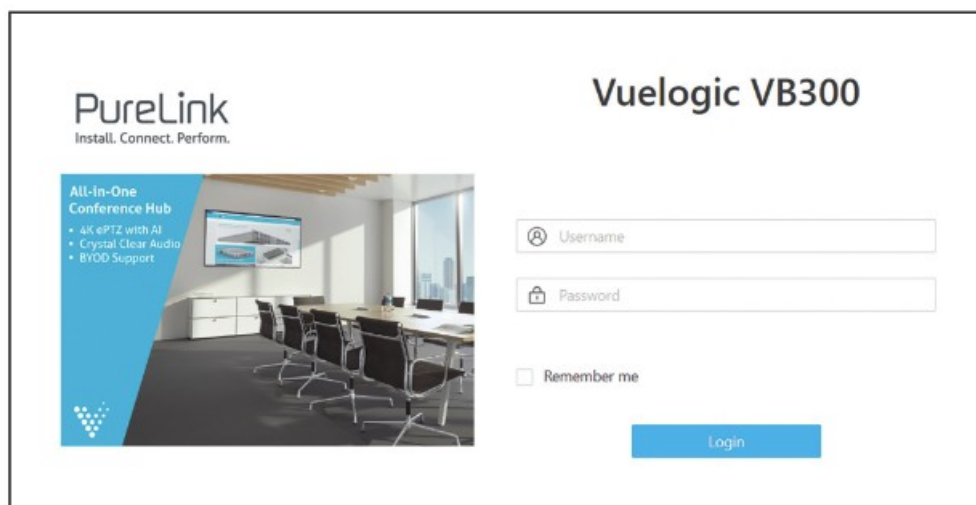 PureLink
Install. Connect. Perform.
All-in-One
Conference Hub
• 4K ePTZ with AI
• Crystal Clear Audio
• BYOD Support
Vuelogic VB300
Username
Password
Remember me
Login